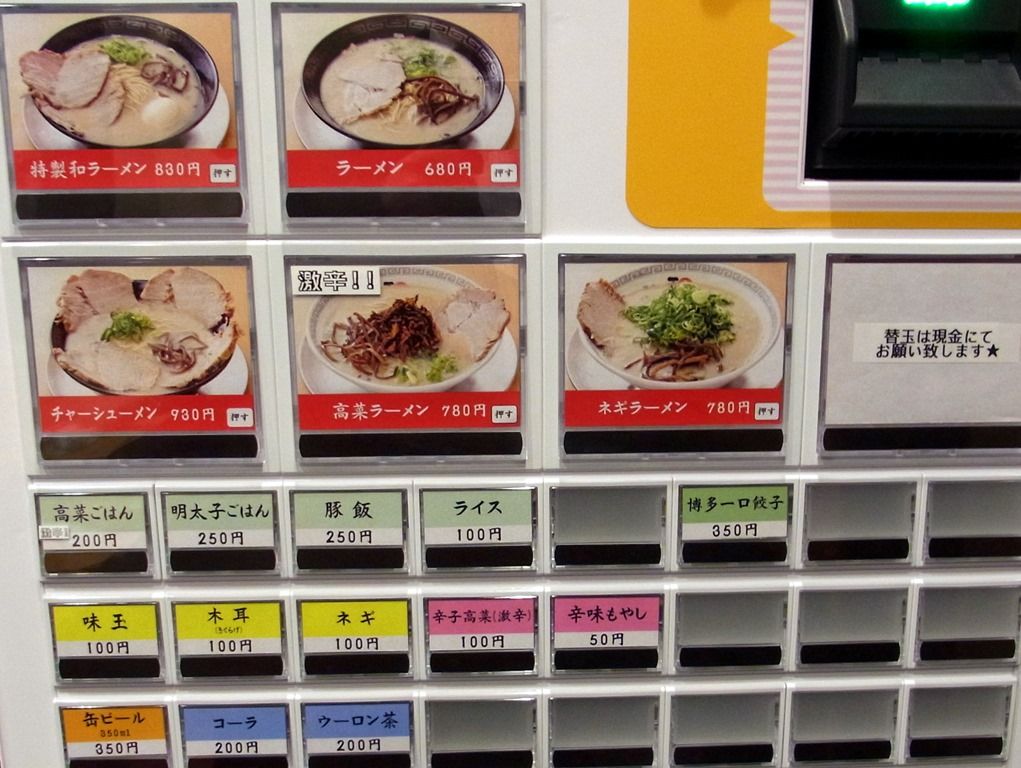 特製和ラーメン 830円 押す
ラーメン 680円 押す
チャーシューメン 930円 押す
激辛!!
高菜ラーメン 780円 押す
ネギラーメン 780円 押す
替玉は現金にて
お願い致します★
高菜ごはん
200円
明太子ごはん
250円
豚飯
250円
ライス
100円
博多一口餃子
350円
味玉
100円
木耳
(きくらげ)
100円
ネギ
100円
辛子高菜(激辛)
100円
辛味もやし
50円
缶ビール
350ml
350円
コーラ
200円
ウーロン茶
200円